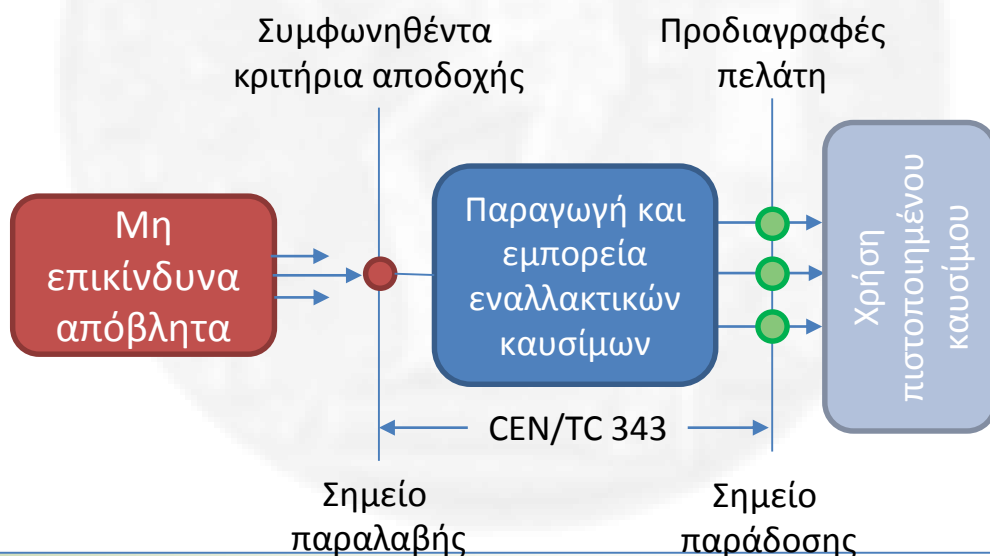 Συμφωνηθέντα
κριτήρια αποδοχής
Προδιαγραφές
πελάτη
Μη
επικίνδυνα
απόβλητα
Παραγωγή και
εμπορεία
εναλλακτικών
καυσίμων
Χρήση
πιστοποιημένου
καυσίμου
CEN/TC 343
Σημείο
παραλαβής
Σημείο
παράδοσης